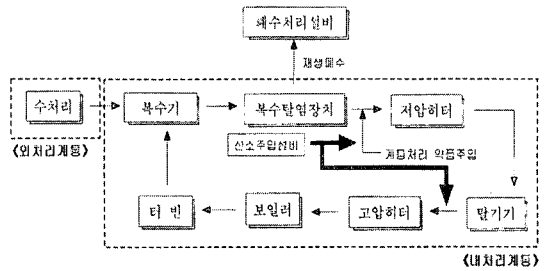 폐수처리설비
재생폐수
수처리
복수기
복수탈염장치
저압히터
《외처리계통》
산소주입설비
계통처리 약품주입
터 빈
보일러
고압히터
탈기기
《내처리계통》